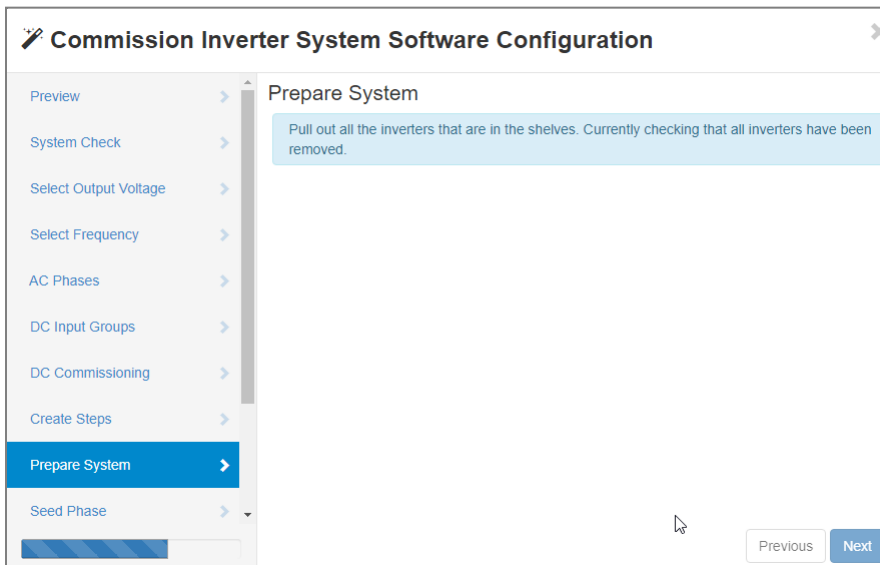 Commission Inverter System Software Configuration
Preview
System Check
Select Output Voltage
Select Frequency
AC Phases
DC Input Groups
DC Commissioning
Create Steps
Prepare System
Seed Phase
Prepare System
Pull out all the inverters that are in the shelves. Currently checking that all inverters have been
removed.
Previous
Next